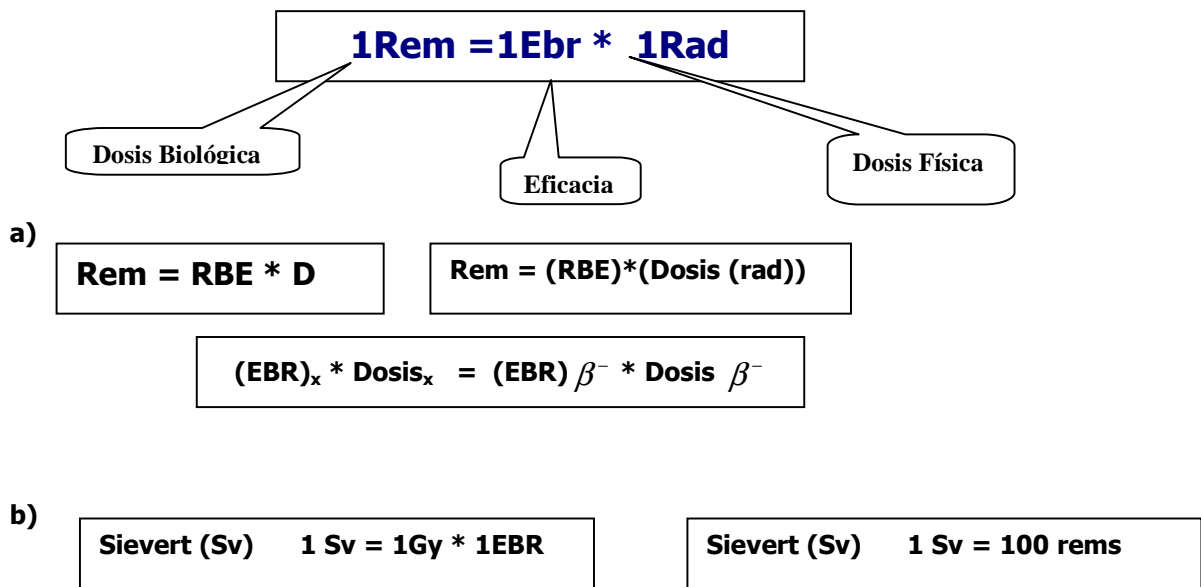 1Rem =1Ebr * 1Rad
Dosis Biológica
Eficacia
Dosis Física
a)
Rem = RBE * D
Rem = (RBE)*(Dosis (rad))
(EBR)ₓ * Dosisₓ = (EBR) β⁻ * Dosis β⁻
b)
Sievert (Sv) 1 Sv = 1Gy * 1EBR
Sievert (Sv) 1 Sv = 100 rems